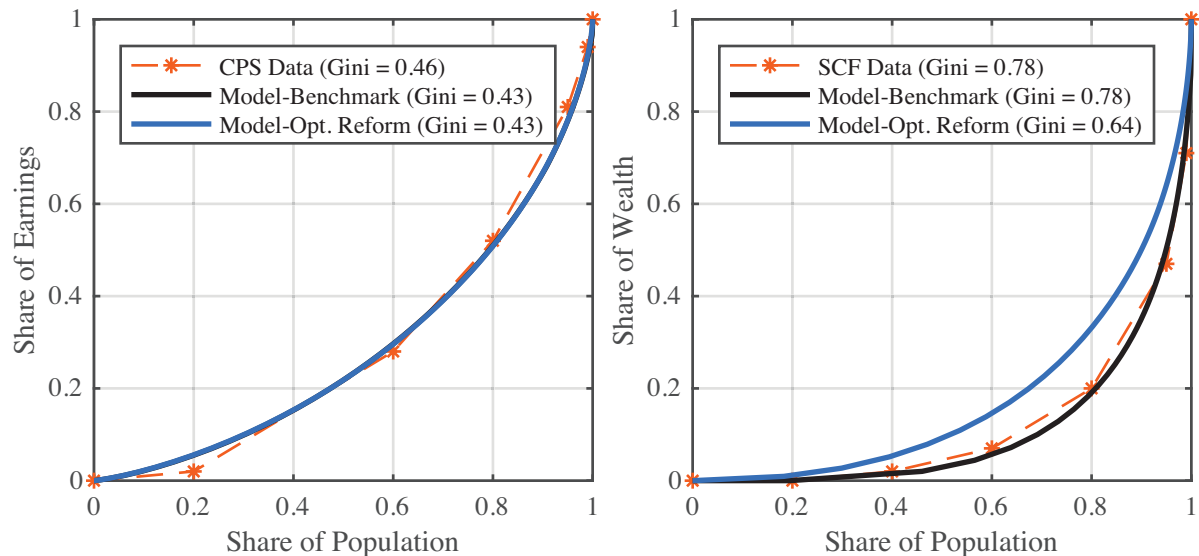 1
0.8
0.6
0.4
0.2
0
Share of Earnings
CPS Data (Gini = 0.46)
Model-Benchmark (Gini = 0.43)
Model-Opt. Reform (Gini = 0.43)
0 0.2 0.4 0.6 0.8 1
Share of Population
1
0.8
0.6
0.4
0.2
0
Share of Wealth
SCF Data (Gini = 0.78)
Model-Benchmark (Gini = 0.78)
Model-Opt. Reform (Gini = 0.64)
0 0.2 0.4 0.6 0.8 1
Share of Population